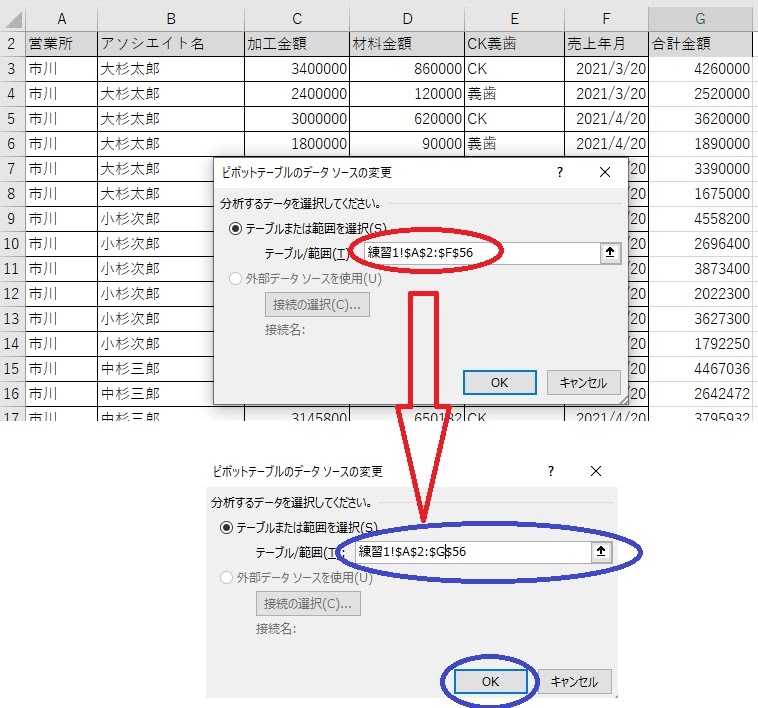 A B C D E F G
2 営業所 アソシエイト名 加工金額 材料金額 CK義歯 売上年月 合計金額
3 市川 大杉太郎 3400000 860000 CK 2021/3/20 4260000
4 市川 大杉太郎 2400000 120000 義歯 2021/3/20 2520000
5 市川 大杉太郎 3000000 620000 CK 2021/4/20 3620000
6 市川 大杉太郎 1800000 90000 義歯 2021/4/20 1890000
7 市川 大杉太郎 /20 3390000
8 市川 大杉太郎 /20 1675000
9 市川 小杉次郎 /20 4558200
10 市川 小杉次郎 /20 2696400
11 市川 小杉次郎 /20 3873400
12 市川 小杉次郎 /20 2022300
13 市川 小杉次郎 /20 3627300
14 市川 小杉次郎 /20 1792250
15 市川 中杉三郎 /20 4467036
16 市川 中杉三郎 /20 2642472
17 市川 中杉三郎 3145800 650132 CK 2021/4/20 3795932
ピボットテーブルのデータ ソースの変更 ? ×
分析するデータを選択してください。
テーブルまたは範囲を選択(S)
テーブル/範囲(T) 練習1!$A$2:$F$56
外部データ ソースを使用(U)
接続の選択(C)...
接続名:
OK キャンセル
ピボットテーブルのデータ ソースの変更 ? ×
分析するデータを選択してください。
テーブルまたは範囲を選択(S)
テーブル/範囲(T): 練習1!$A$2:$G$56
外部データ ソースを使用(U)
接続の選択(C)...
接続名:
OK キャンセル